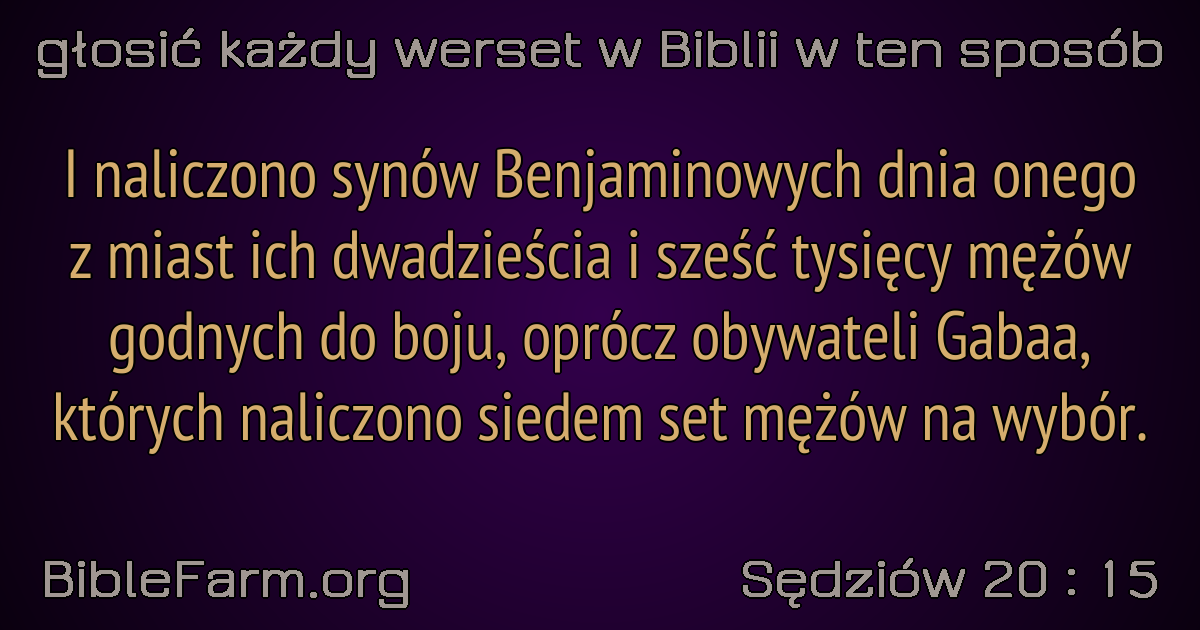 głosić każdy werset w Biblii w ten sposób
I naliczono synów Benjaminowych dnia onego
z miast ich dwadzieścia i sześć tysięcy mężów
godnych do boju, oprócz obywateli Gabaa,
których naliczono siedem set mężów na wybór.
BibleFarm.org
Sędziów 20 : 15